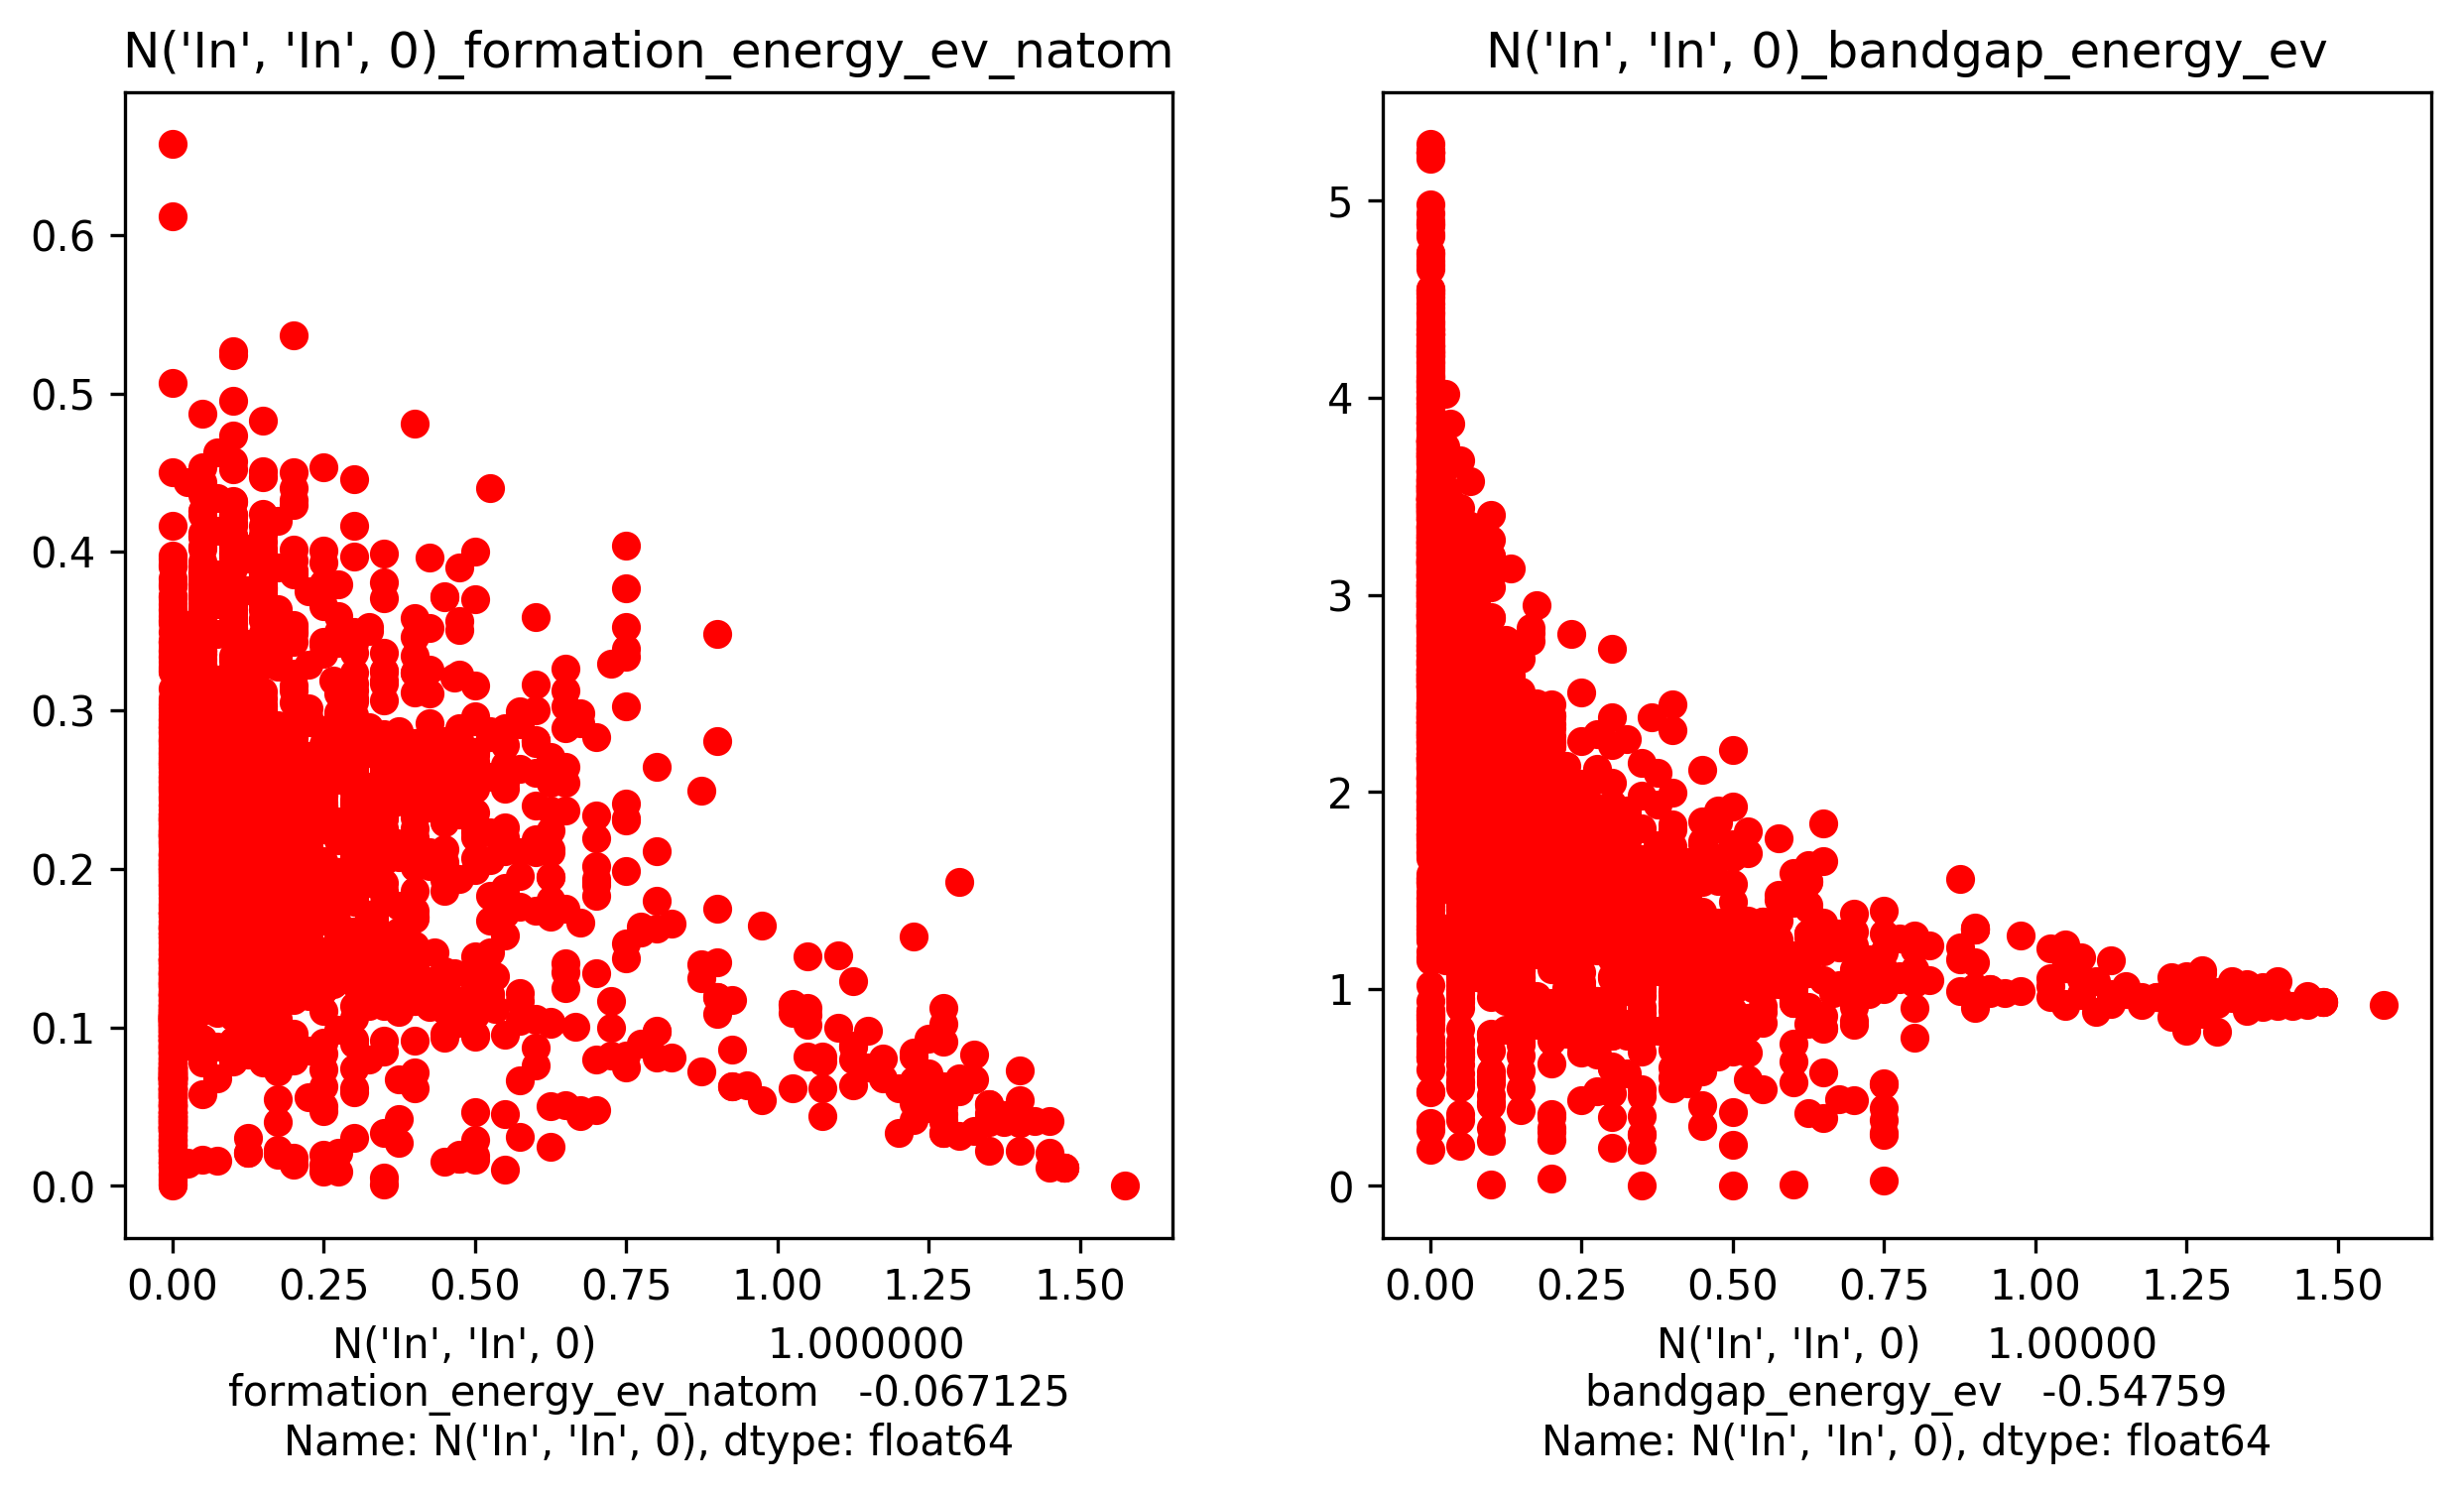 N('In', 'In', 0)_formation_energy_ev_natom
0.6
0.5
0.4
0.3
0.2
0.1
0.0
0.00 0.25 0.50 0.75 1.00 1.25 1.50
N('In', 'In', 0) 1.000000
formation_energy_ev_natom -0.067125
Name: N('In', 'In', 0), dtype: float64
N('In', 'In', 0)_bandgap_energy_ev
5
4
3
2
1
0
0.00 0.25 0.50 0.75 1.00 1.25 1.50
N('In', 'In', 0) 1.00000
bandgap_energy_ev -0.54759
Name: N('In', 'In', 0), dtype: float64